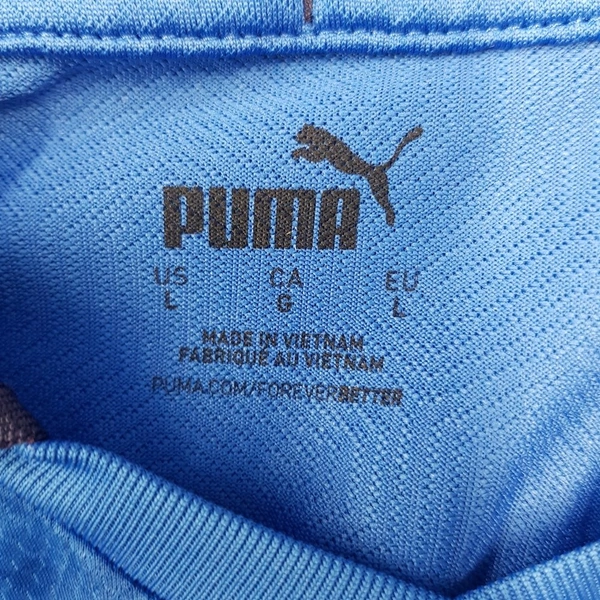 PUMA
US CA EU
L G L
MADE IN VIETNAM
FABRIQUÉ AU VIETNAM
PUMA.COM/FOREVERBETTER